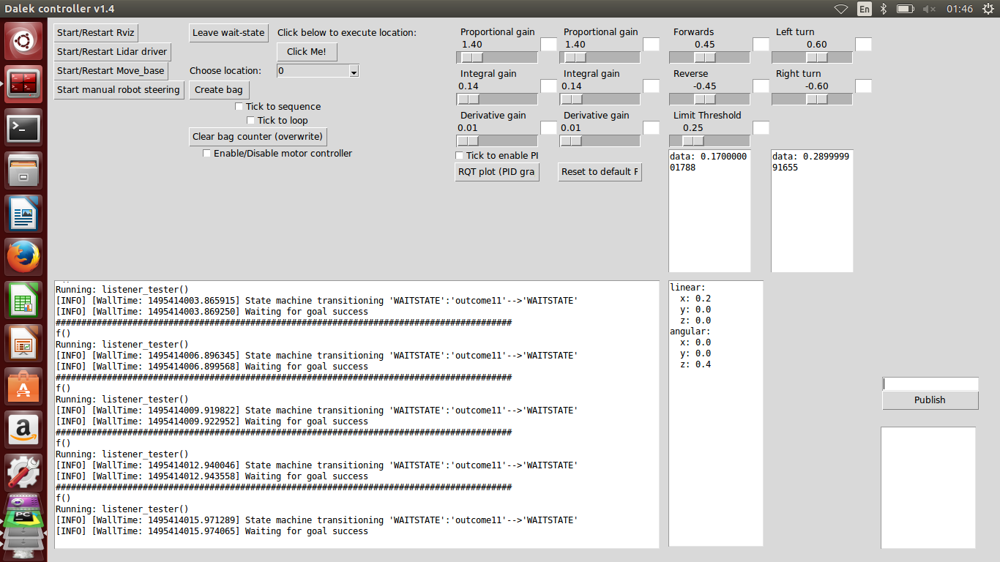 Dalek controller v1.4
En
01:46
Start/Restart Rviz
Start/Restart Lidar driver
Start/Restart Move_base
Start manual robot steering
Leave wait-state
Click below to execute location:
Click Me!
Choose location:
0
Create bag
Tick to sequence
Tick to loop
Clear bag counter (overwrite)
Enable/Disable motor controller
Proportional gain
1.40
Integral gain
0.14
Derivative gain
0.01
Tick to enable PI
RQT plot (PID gra
Proportional gain
1.40
Integral gain
0.14
Derivative gain
0.01
Reset to default F
Forwards
0.45
Reverse
-0.45
Limit Threshold
0.25
Left turn
0.60
Right turn
-0.60
data: 0.1700000
01788
data: 0.2899999
91655
Running: listener_tester()
[INFO] [WallTime: 1495414003.865915] State machine transitioning 'WAITSTATE':'outcome11'-->'WAITSTATE'
[INFO] [WallTime: 1495414003.869250] Waiting for goal success
#########################################################################################
f()
Running: listener_tester()
[INFO] [WallTime: 1495414006.896345] State machine transitioning 'WAITSTATE':'outcome11'-->'WAITSTATE'
[INFO] [WallTime: 1495414006.899568] Waiting for goal success
#########################################################################################
f()
Running: listener_tester()
[INFO] [WallTime: 1495414009.919822] State machine transitioning 'WAITSTATE':'outcome11'-->'WAITSTATE'
[INFO] [WallTime: 1495414009.922952] Waiting for goal success
#########################################################################################
f()
Running: listener_tester()
[INFO] [WallTime: 1495414012.940046] State machine transitioning 'WAITSTATE':'outcome11'-->'WAITSTATE'
[INFO] [WallTime: 1495414012.943558] Waiting for goal success
#########################################################################################
f()
Running: listener_tester()
[INFO] [WallTime: 1495414015.971289] State machine transitioning 'WAITSTATE':'outcome11'-->'WAITSTATE'
[INFO] [WallTime: 1495414015.974065] Waiting for goal success
linear:
x: 0.2
y: 0.0
z: 0.0
angular:
x: 0.0
y: 0.0
z: 0.4
Publish
PC